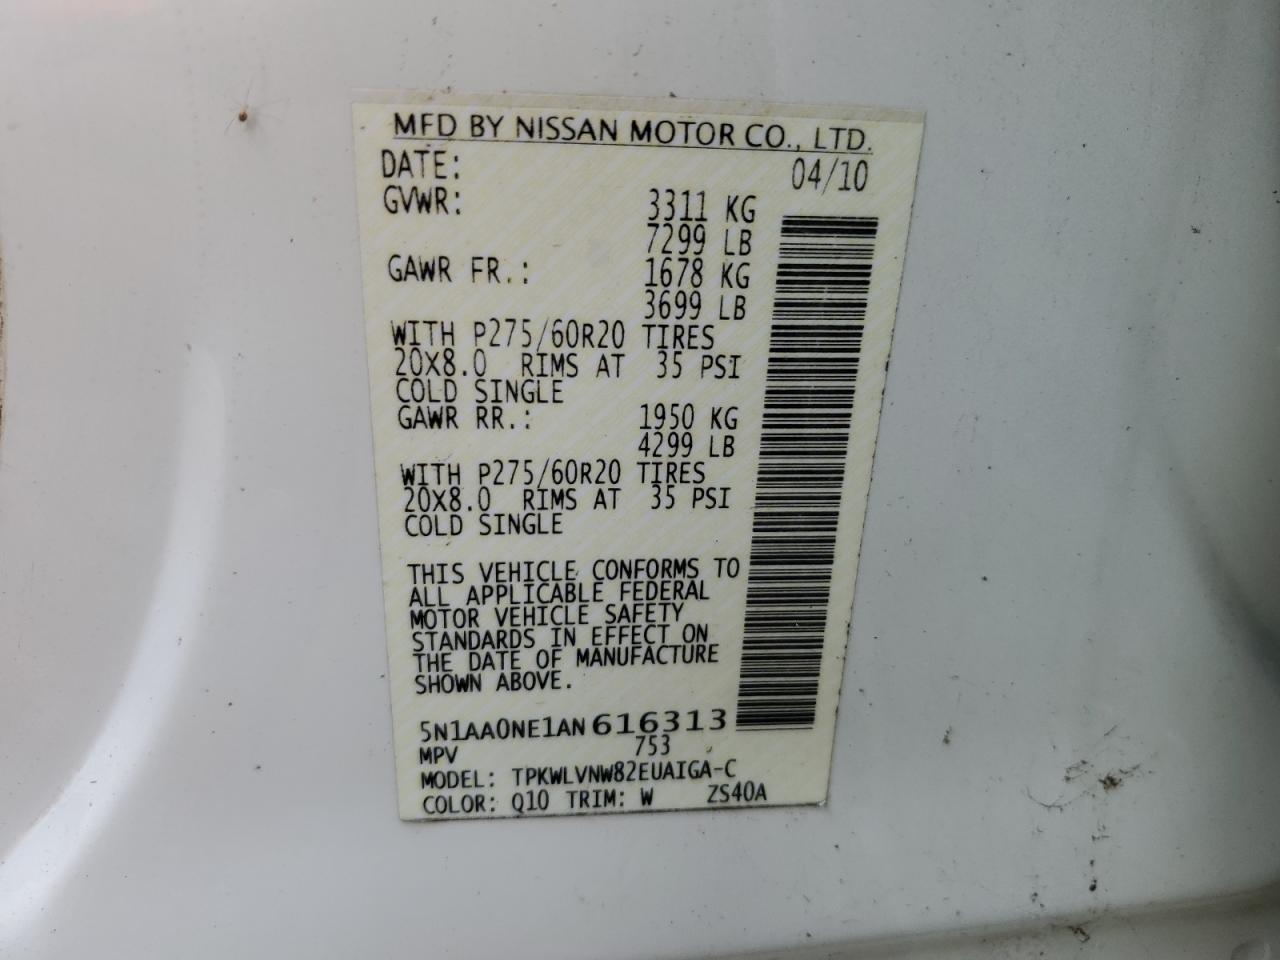 MFD BY NISSAN MOTOR CO., LTD.
DATE: 04/10
GVWR: 3311 KG
7299 LB
GAWR FR.: 1678 KG
3699 LB
WITH P275/60R20 TIRES
20X8.0 RIMS AT 35 PSI
COLD SINGLE
GAWR RR.: 1950 KG
4299 LB
WITH P275/60R20 TIRES
20X8.0 RIMS AT 35 PSI
COLD SINGLE
THIS VEHICLE CONFORMS TO
ALL APPLICABLE FEDERAL
MOTOR VEHICLE SAFETY
STANDARDS IN EFFECT ON
THE DATE OF MANUFACTURE
SHOWN ABOVE.
5N1AA0NE1AN616313
MPV 753
MODEL: TPKWLVNW82EUAIGA-C
COLOR: Q10 TRIM: W ZS40A